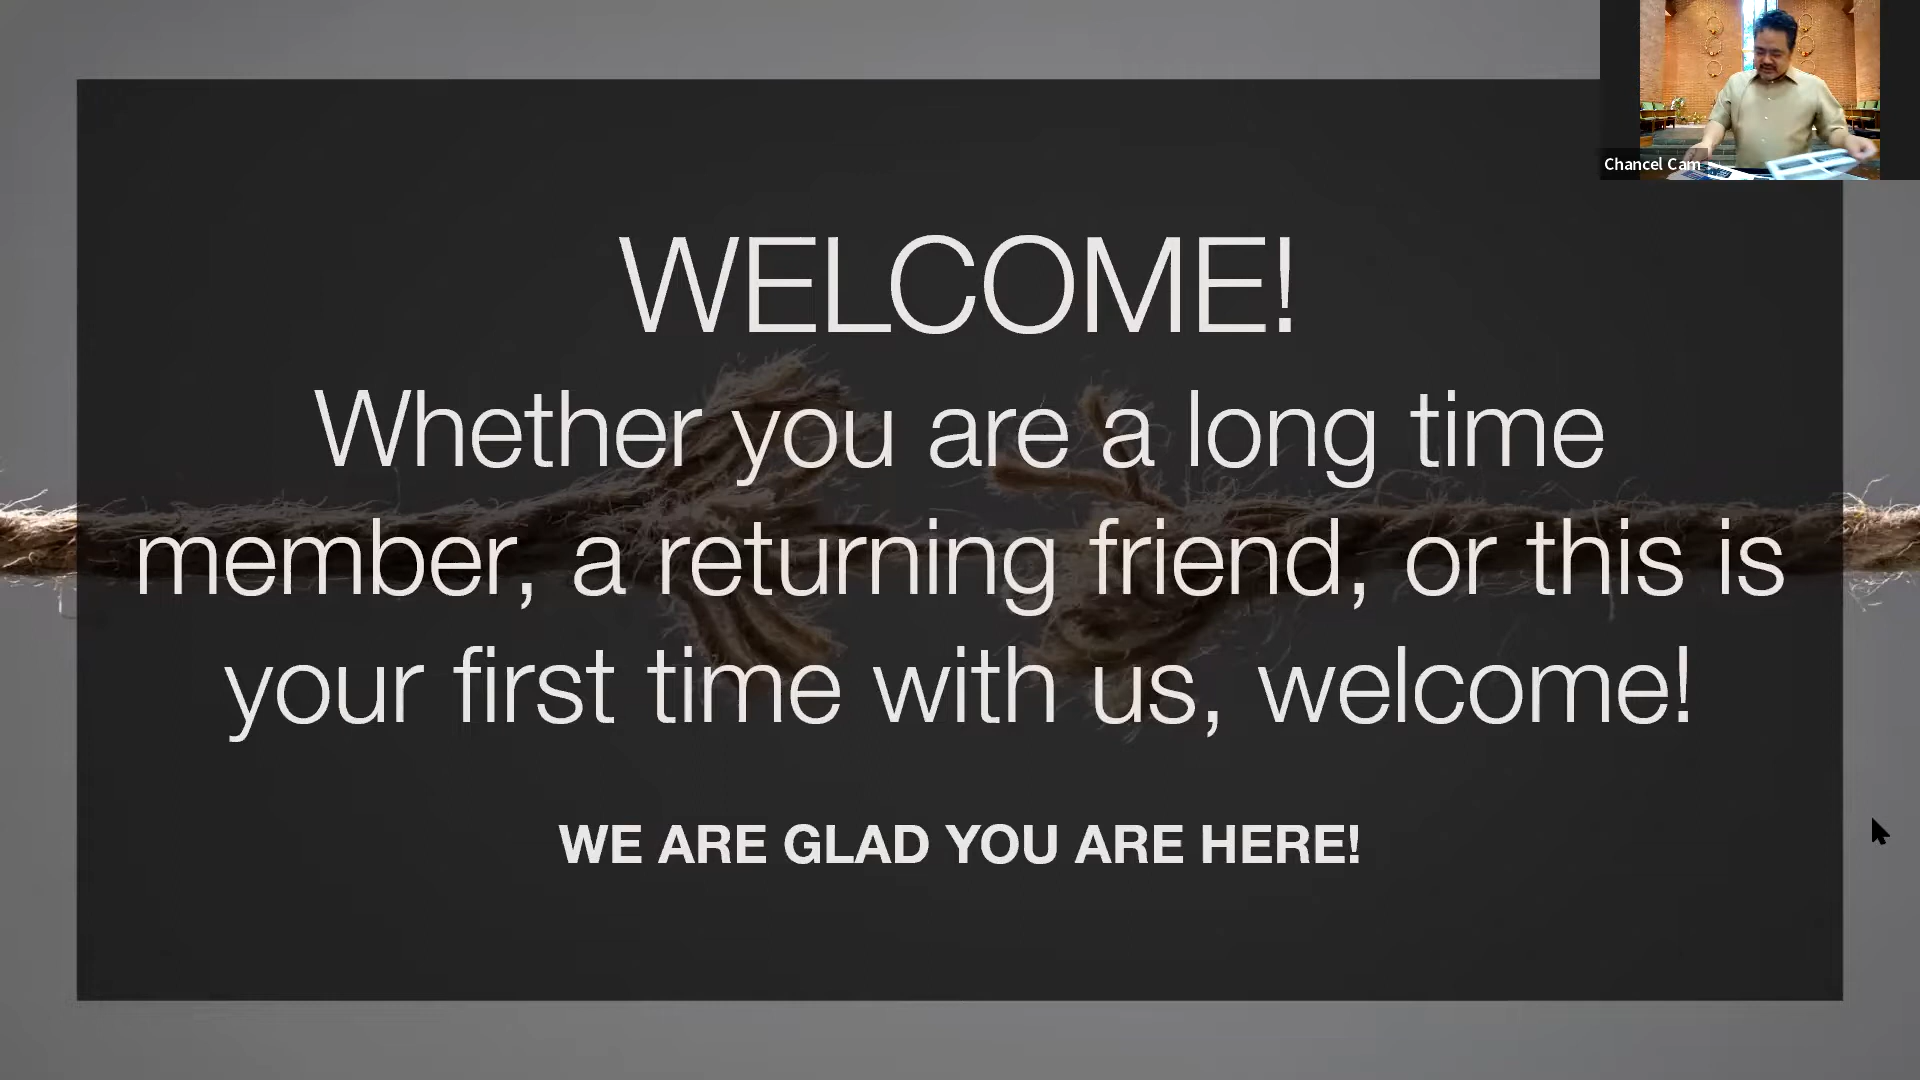 Chancel Cam
WELCOME!
Whether you are a long time
member, a returning friend, or this is
your first time with us, welcome!
WE ARE GLAD YOU ARE HERE!